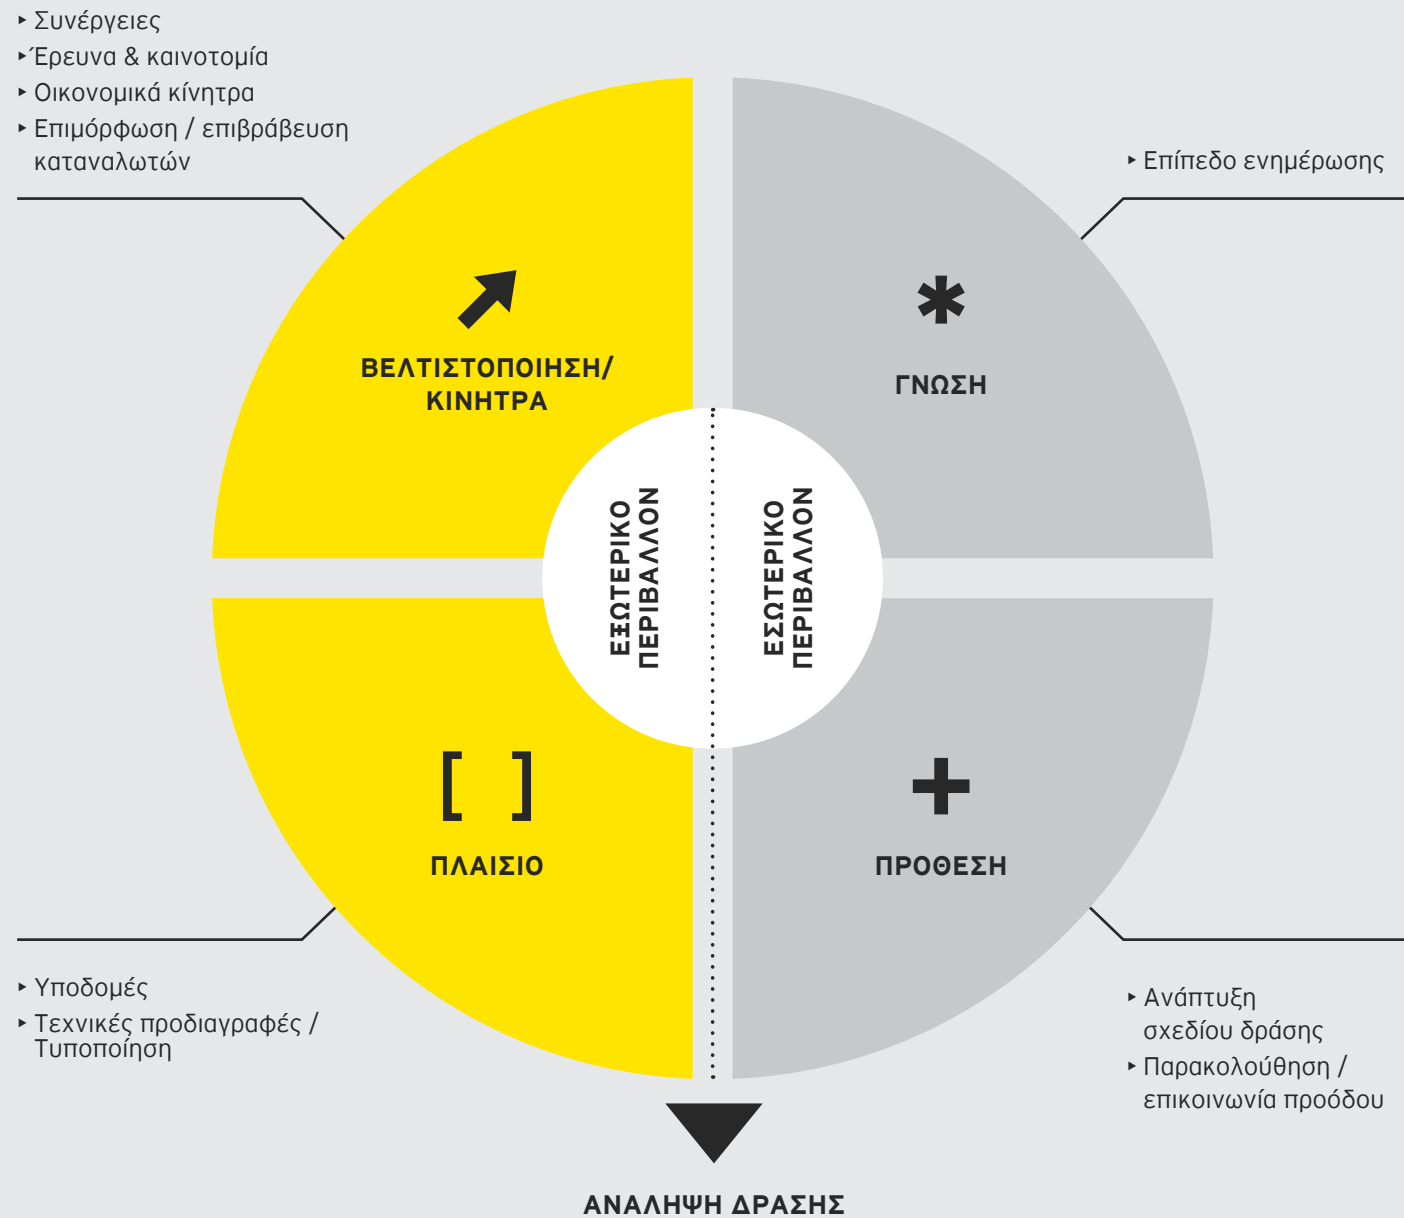 ▸ Συνέργειες
▸ Έρευνα & καινοτομία
▸ Οικονομικά κίνητρα
▸ Επιμόρφωση / επιβράβευση
καταναλωτών
▸ Επίπεδο ενημέρωσης
ΒΕΛΤΙΣΤΟΠΟΙΗΣΗ/
ΚΙΝΗΤΡΑ
*
ΓΝΩΣΗ
ΕΞΩΤΕΡΙΚΟ
ΠΕΡΙΒΑΛΛΟΝ
ΕΣΩΤΕΡΙΚΟ
ΠΕΡΙΒΑΛΛΟΝ
[ ]
ΠΛΑΙΣΙΟ
+
ΠΡΟΘΕΣΗ
▸ Υποδομές
▸ Τεχνικές προδιαγραφές /
Τυποποίηση
▸ Ανάπτυξη
σχεδίου δράσης
▸ Παρακολούθηση /
επικοινωνία προόδου
ΑΝΑΛΗΨΗ ΔΡΑΣΗΣ